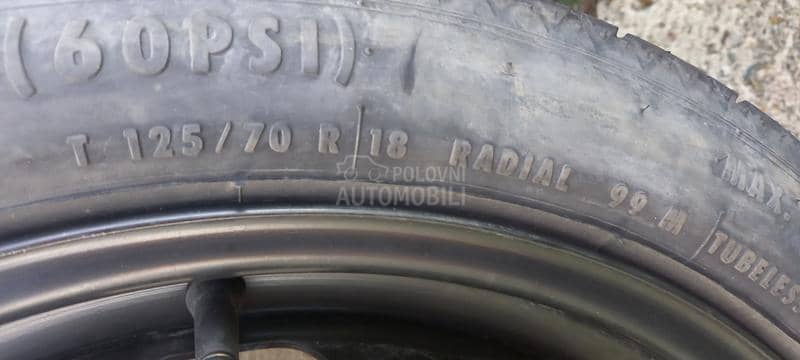 (60PSI)
T 125/70 R 18 RADIAL 99 M TUBELES
MAX.
POLOVNI
AUTOMOBILI